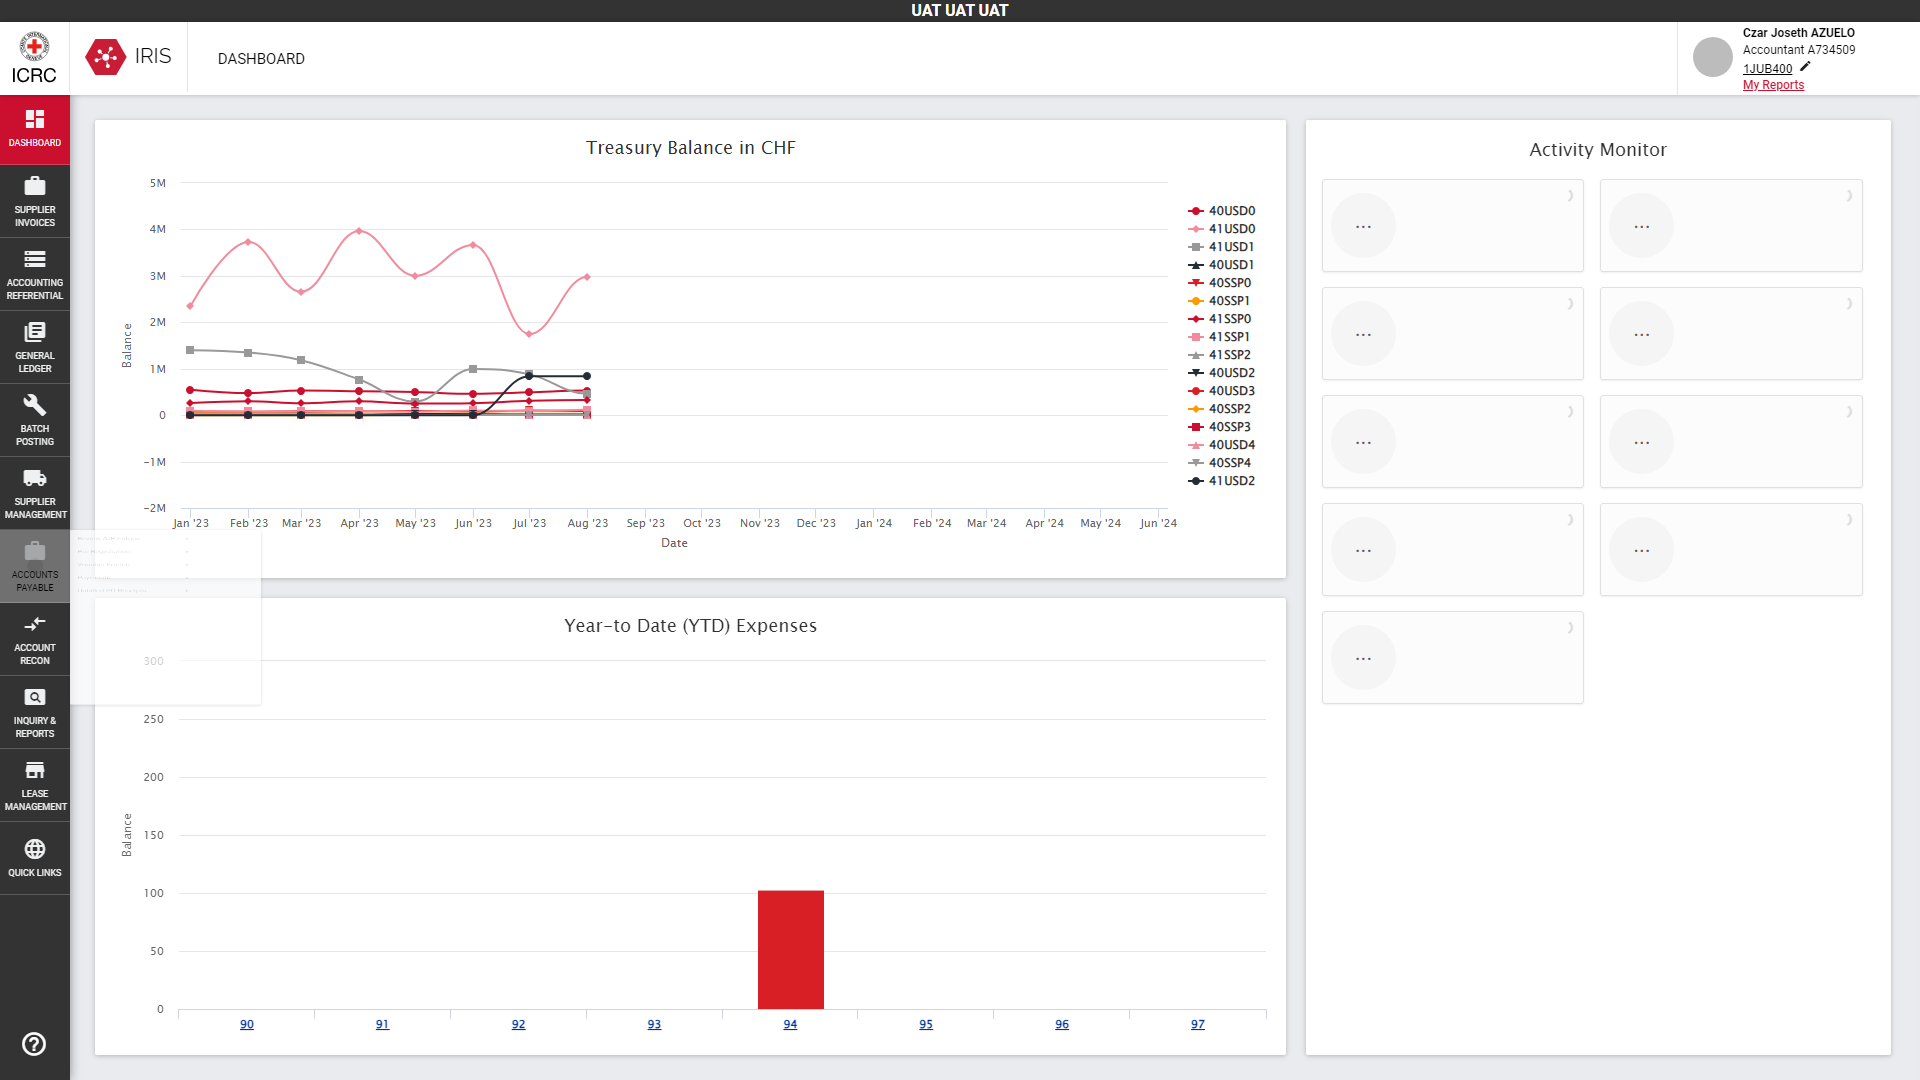 UAT UAT UAT
ICRC
IRIS
DASHBOARD
Czar Joseth AZUELO
Accountant A734509
1JUB400
My Reports
DASHBOARD
SUPPLIER
INVOICES
ACCOUNTING
REFERENTIAL
GENERAL
LEDGER
BATCH
POSTING
SUPPLIER
MANAGEMENT
ACCOUNTS
PAYABLE
ACCOUNT
RECON
INQUIRY &
REPORTS
LEASE
MANAGEMENT
QUICK LINKS
Treasury Balance in CHF
5M
4M
3M
2M
1M
0
-1M
-2M
Balance
Jan '23 Feb '23 Mar '23 Apr '23 May '23 Jun '23 Jul '23 Aug '23 Sep '23 Oct '23 Nov '23 Dec '23 Jan '24 Feb '24 Mar '24 Apr '24 May '24 Jun '24
Date
40USD0
41USD0
41USD1
40USD1
40SSP0
40SSP1
41SSP0
41SSP1
41SSP2
40USD2
40USD3
40SSP2
40SSP3
40USD4
40SSP4
41USD2
Year-to Date (YTD) Expenses
300
250
200
150
100
50
0
Balance
90 91 92 93 94 95 96 97
Activity Monitor
... ...
... ...
... ...
... ...
...